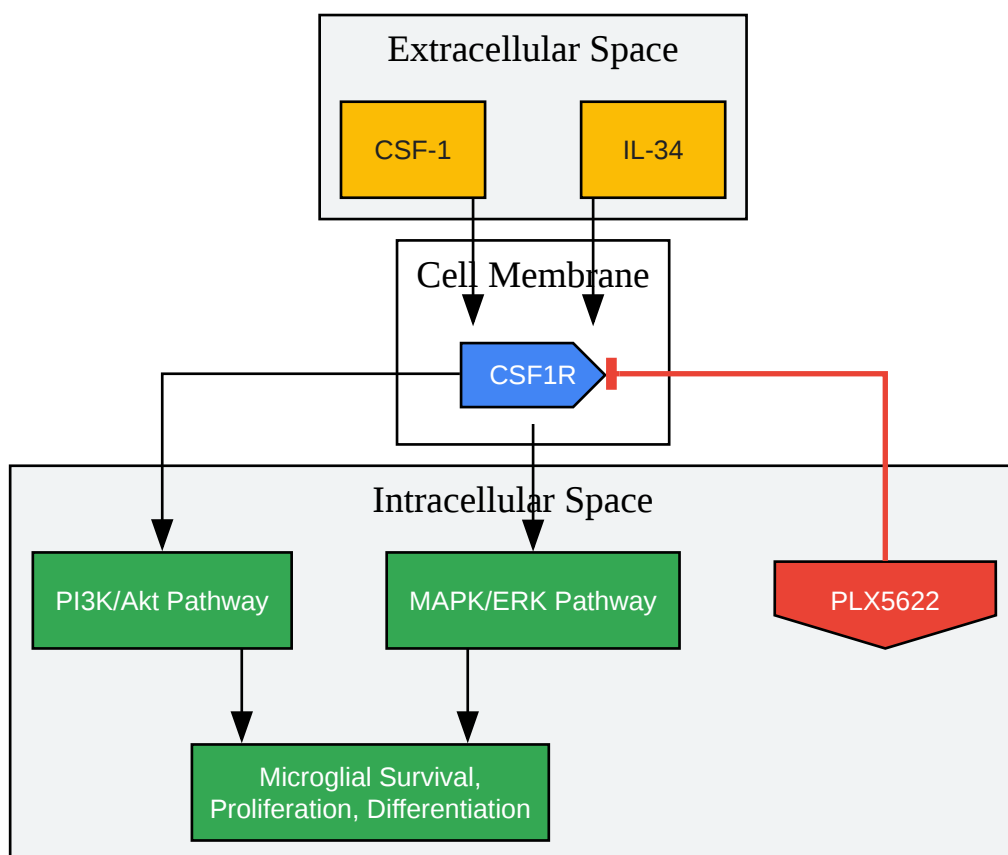 Extracellular Space
CSF-1
IL-34
Cell Membrane
CSF1R
Intracellular Space
PI3K/Akt Pathway
MAPK/ERK Pathway
PLX5622
Microglial Survival,
Proliferation, Differentiation